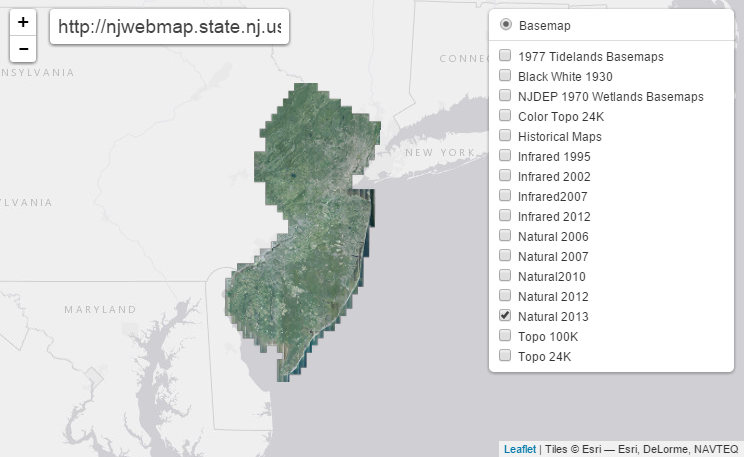 +
−
http://njwebmap.state.nj.us
Basemap
1977 Tidelands Basemaps
Black White 1930
NJDEP 1970 Wetlands Basemaps
Color Topo 24K
Historical Maps
Infrared 1995
Infrared 2002
Infrared2007
Infrared 2012
Natural 2006
Natural 2007
Natural2010
Natural 2012
Natural 2013
Topo 100K
Topo 24K
NSYLVANIA
CONNE
NEW YORK
YLVANIA
MARYLAND
Leaflet | Tiles © Esri — Esri, DeLorme, NAVTEQ